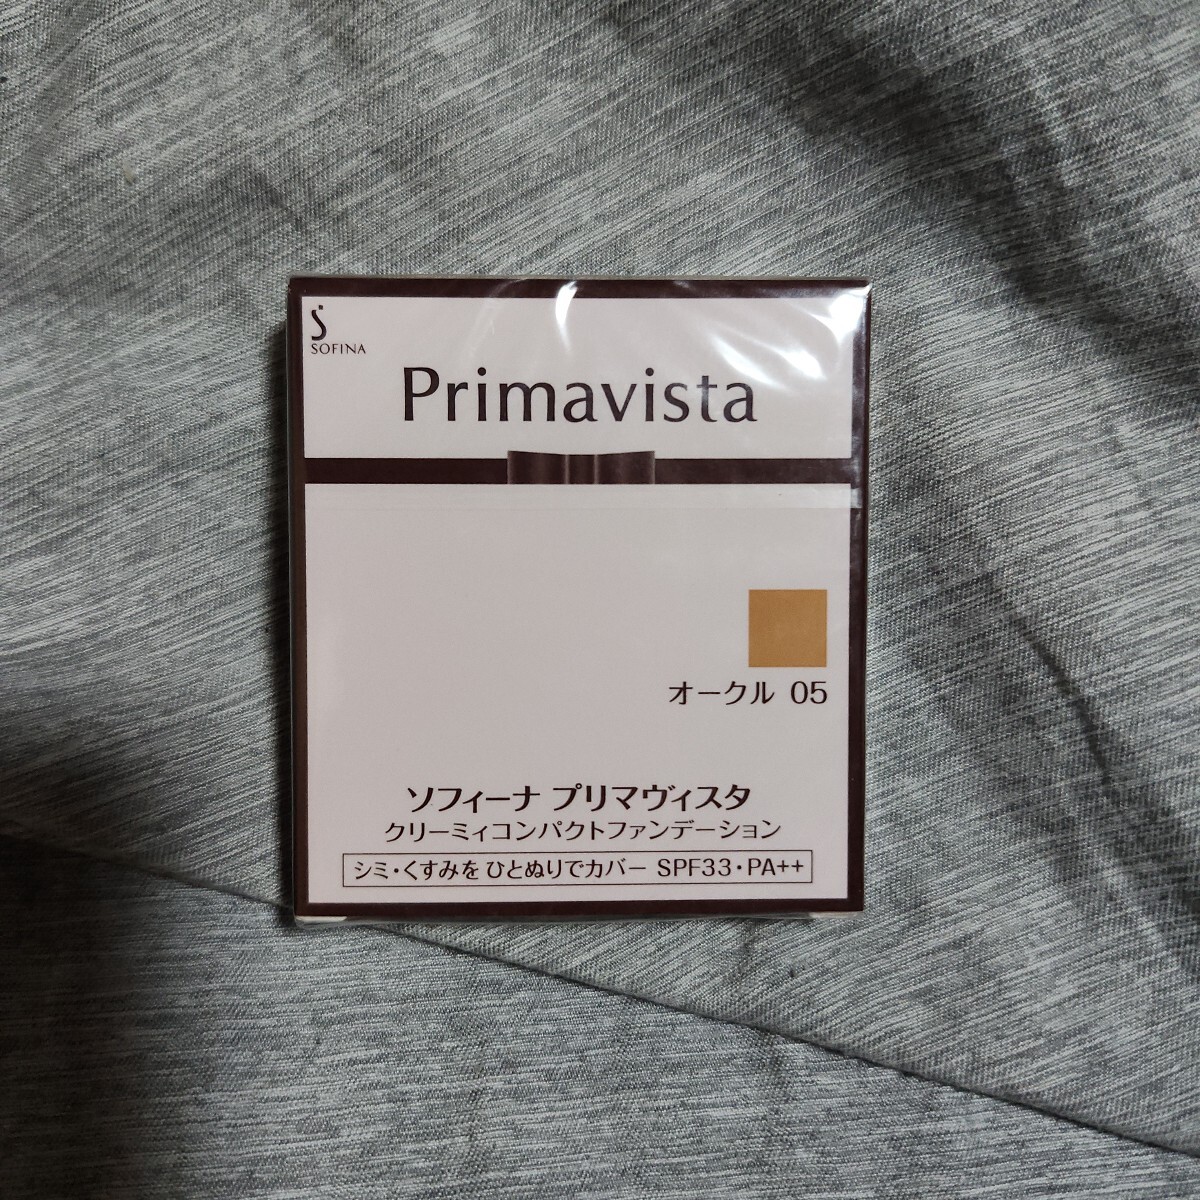 SOFINA
Primavista
オークル 05
ソフィーナ プリマヴィスタ
クリーミィコンパクトファンデーション
シミ・くすみを ひとぬりでカバー SPF33・PA++